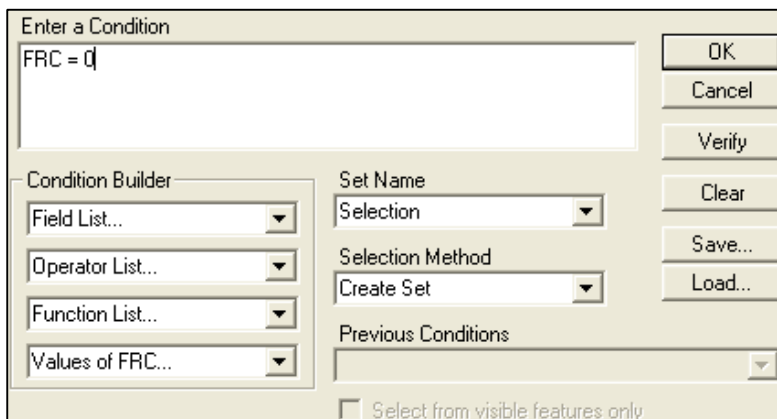 Enter a Condition
FRC = 0
OK
Cancel
Verify
Clear
Save...
Load...
Condition Builder
Field List...
Operator List...
Function List...
Values of FRC...
Set Name
Selection
Selection Method
Create Set
Previous Conditions
Select from visible features only